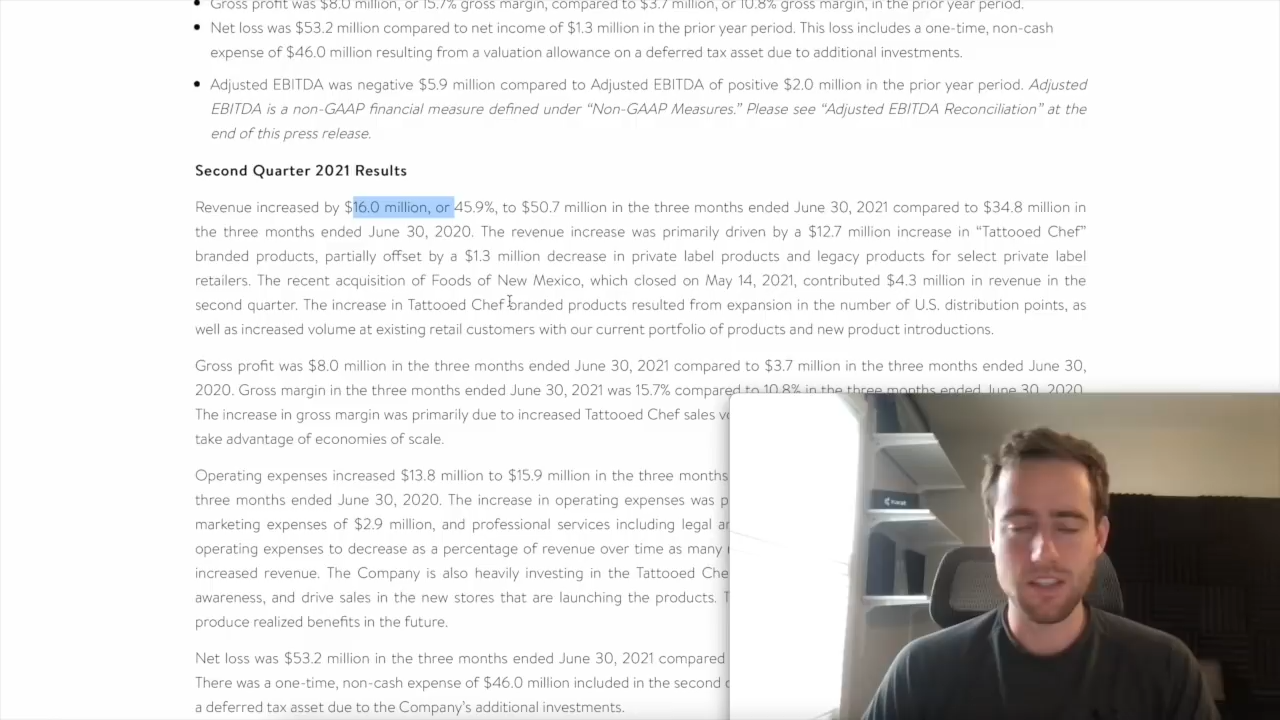 Gross profit was $8.0 million, or 15.7% gross margin, compared to $3.7 million, or 10.8% gross margin, in the prior year period.
Net loss was $53.2 million compared to net income of $1.3 million in the prior year period. This loss includes a one-time, non-cash
expense of $46.0 million resulting from a valuation allowance on a deferred tax asset due to additional investments.
Adjusted EBITDA was negative $5.9 million compared to Adjusted EBITDA of positive $2.0 million in the prior year period. Adjusted
EBITDA is a non-GAAP financial measure defined under “Non-GAAP Measures.” Please see “Adjusted EBITDA Reconciliation” at the
end of this press release.
Second Quarter 2021 Results
Revenue increased by $16.0 million, or 45.9%, to $50.7 million in the three months ended June 30, 2021 compared to $34.8 million in
the three months ended June 30, 2020. The revenue increase was primarily driven by a $12.7 million increase in “Tattooed Chef”
branded products, partially offset by a $1.3 million decrease in private label products and legacy products for select private label
retailers. The recent acquisition of Foods of New Mexico, which closed on May 14, 2021, contributed $4.3 million in revenue in the
second quarter. The increase in Tattooed Chef branded products resulted from expansion in the number of U.S. distribution points, as
well as increased volume at existing retail customers with our current portfolio of products and new product introductions.
Gross profit was $8.0 million in the three months ended June 30, 2021 compared to $3.7 million in the three months ended June 30,
2020. Gross margin in the three months ended June 30, 2021 was 15.7% compared to 10.8% in the three months ended June 30, 2020.
The increase in gross margin was primarily due to increased Tattooed Chef sales
take advantage of economies of scale.
Operating expenses increased $13.8 million to $15.9 million in the three months
three months ended June 30, 2020. The increase in operating expenses was
marketing expenses of $2.9 million, and professional services including legal
operating expenses to decrease as a percentage of revenue over time as many
increased revenue. The Company is also heavily investing in the Tattooed
awareness, and drive sales in the new stores that are launching the products.
produce realized benefits in the future.
Net loss was $53.2 million in the three months ended June 30, 2021 compared
There was a one-time, non-cash expense of $46.0 million included in the second
a deferred tax asset due to the Company’s additional investments.